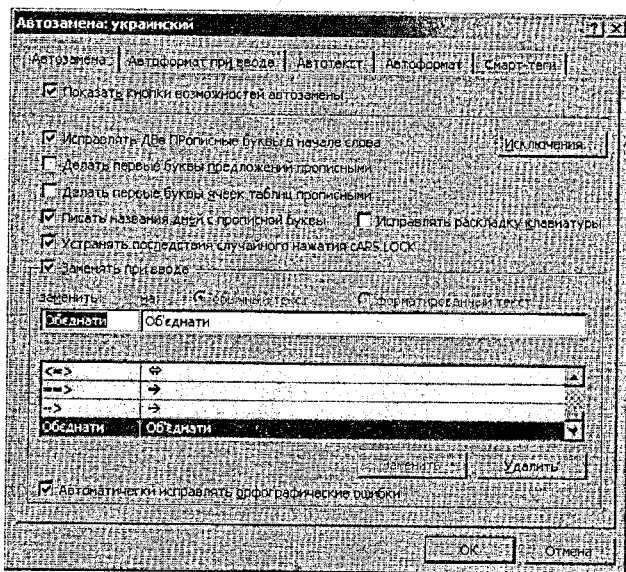 Автозамена: украинский
Автозамена Автоформат при вводе Автотекст Автоформат Смарт-теги
Показать кнопки возможностей автозамены
Исправлять ДВе ПРописные буквы в начале слова Исключения...
Делать первые буквы предложений прописными
Делать первые буквы ячеек таблиц прописными
Писать названия дней с прописной буквы Исправлять раскладку клавиатуры
Устранять последствия случайного нажатия cAPS LOCK
Заменять при вводе
заменить: на: обычный текст форматированный текст
Обєднати Об'єднати
<=> ⇔
==> →
--> →
Обєднати Об'єднати
Заменить Удалить
Автоматически исправлять орфографические ошибки
ОК Отмена